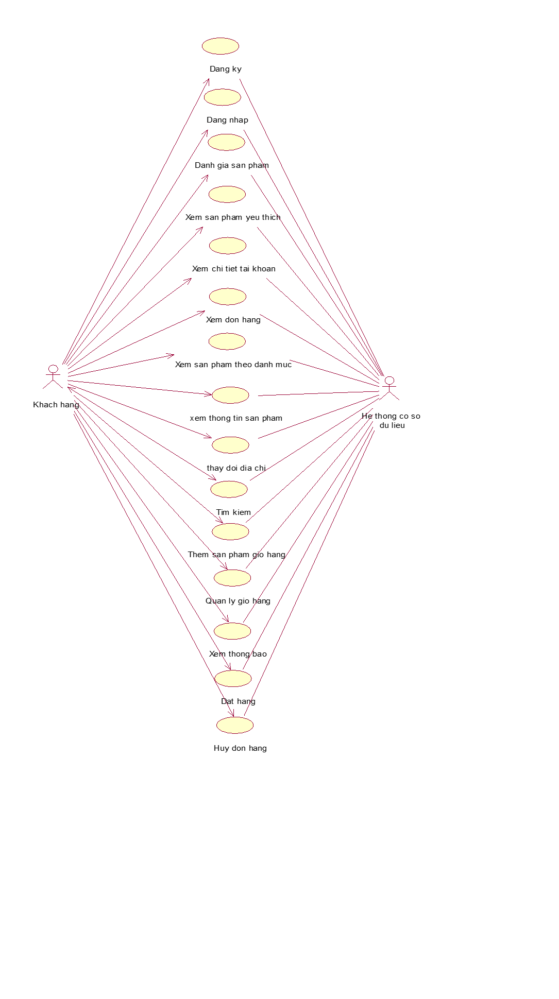 Dang ky
Dang nhap
Danh gia san pham
Xem san pham yeu thich
Xem chi tiet tai khoan
Xem don hang
Xem san pham theo danh muc
Khach hang
He thong co so
du lieu
xem thong tin san pham
thay doi dia chi
Tim kiem
Them san pham gio hang
Quan ly gio hang
Xem thong bao
Dat hang
Huy don hang